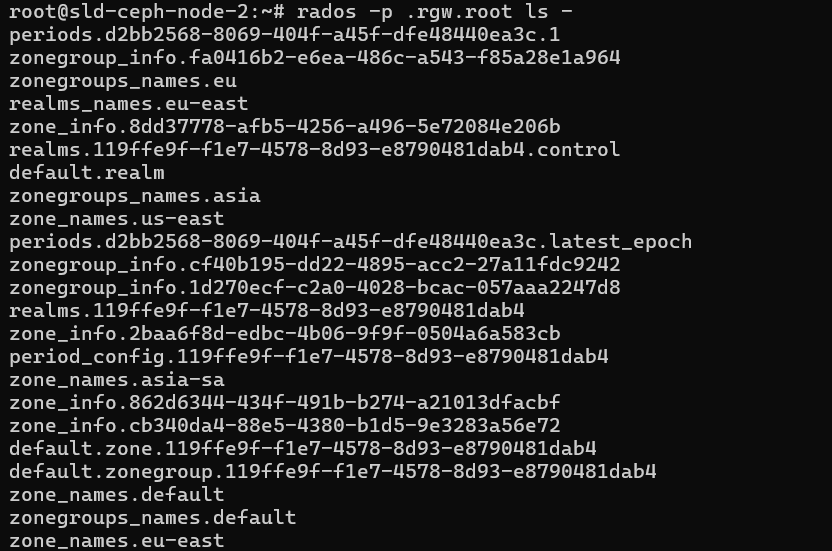 root@sld-ceph-node-2:~# rados -p .rgw.root ls -
periods.d2bb2568-8069-404f-a45f-dfe48440ea3c.1
zonegroup_info.fa0416b2-e6ea-486c-a543-f85a28e1a964
zonegroups_names.eu
realms_names.eu-east
zone_info.8dd37778-afb5-4256-a496-5e72084e206b
realms.119ffe9f-f1e7-4578-8d93-e8790481dab4.control
default.realm
zonegroups_names.asia
zone_names.us-east
periods.d2bb2568-8069-404f-a45f-dfe48440ea3c.latest_epoch
zonegroup_info.cf40b195-dd22-4895-acc2-27a11fdc9242
zonegroup_info.1d270ecf-c2a0-4028-bcac-057aaa2247d8
realms.119ffe9f-f1e7-4578-8d93-e8790481dab4
zone_info.2baa6f8d-edbc-4b06-9f9f-0504a6a583cb
period_config.119ffe9f-f1e7-4578-8d93-e8790481dab4
zone_names.asia-sa
zone_info.862d6344-434f-491b-b274-a21013dfacbf
zone_info.cb340da4-88e5-4380-b1d5-9e3283a56e72
default.zone.119ffe9f-f1e7-4578-8d93-e8790481dab4
default.zonegroup.119ffe9f-f1e7-4578-8d93-e8790481dab4
zone_names.default
zonegroups_names.default
zone_names.eu-east